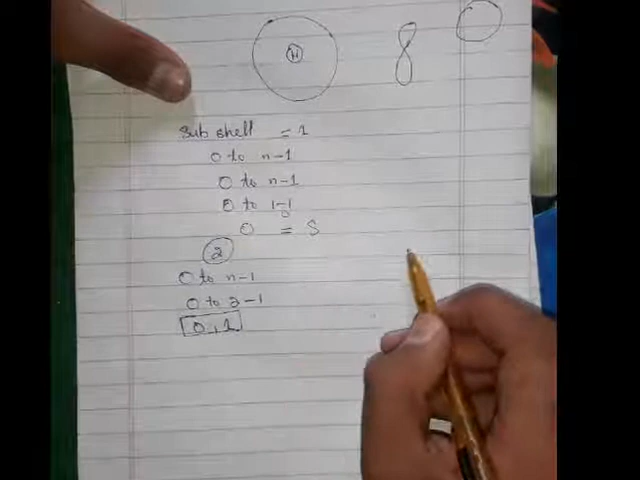 N
8
Sub shell = 1
0 to n-1
0 to n-1
0 to 1-1
0
0 = S
2
0 to n-1
0 to 2-1
0, 1